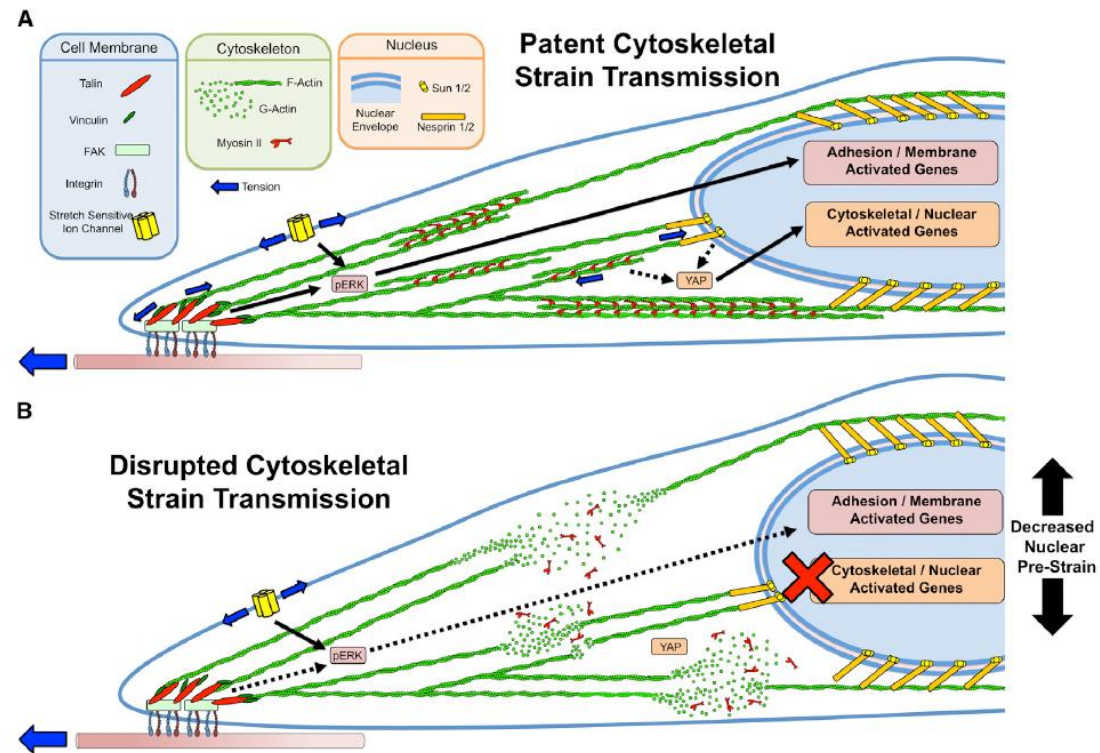 A
Cell Membrane
Talin
Vinculin
FAK
Integrin
Stretch Sensitive
Ion Channel
Cytoskeleton
F-Actin
G-Actin
Myosin II
Nucleus
Nuclear
Envelope
Sun 1/2
Nesprin 1/2
Tension
Patent Cytoskeletal
Strain Transmission
Adhesion / Membrane
Activated Genes
Cytoskeletal / Nuclear
Activated Genes
pERK
YAP
B
Disrupted Cytoskeletal
Strain Transmission
Adhesion / Membrane
Activated Genes
Cytoskeletal / Nuclear
Activated Genes
pERK
YAP
Decreased
Nuclear
Pre-Strain